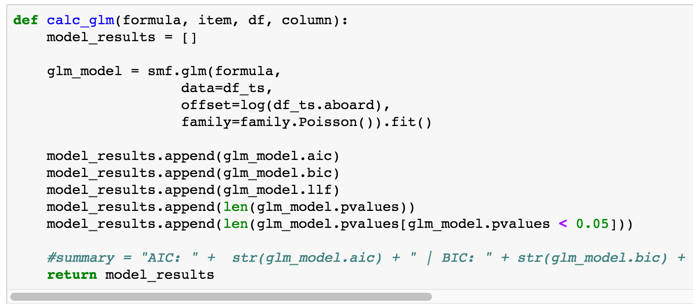 def calc_glm(formula, item, df, column):
    model_results = []

    glm_model = smf.glm(formula,
                    data=df_ts,
                    offset=log(df_ts.aboard),
                    family=family.Poisson()).fit()

    model_results.append(glm_model.aic)
    model_results.append(glm_model.bic)
    model_results.append(glm_model.llf)
    model_results.append(len(glm_model.pvalues))
    model_results.append(len(glm_model.pvalues[glm_model.pvalues < 0.05]))

    #summary = "AIC: " +  str(glm_model.aic) + " | BIC: " + str(glm_model.bic) +
    return model_results